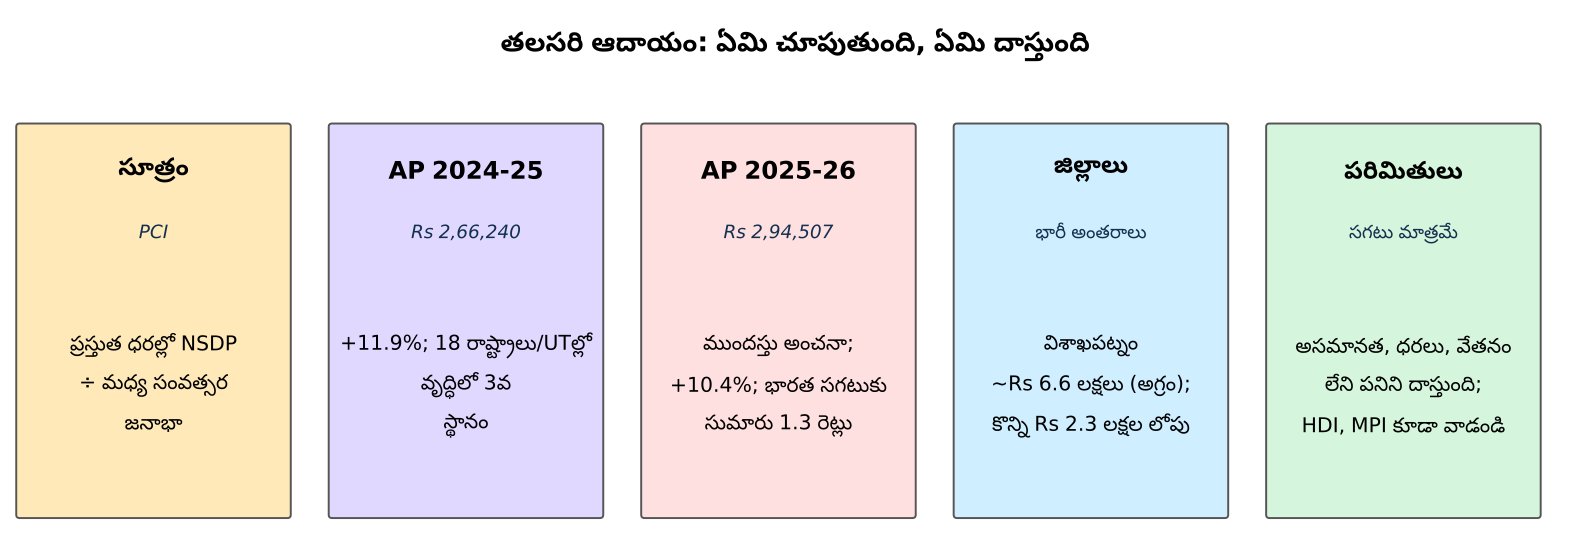 తలసరి ఆదాయం: ఏమి చూపుతుంది, ఏమి దాస్తుంది
సూత్రం
PCI
ప్రస్తుత ధరల్లో NSDP
÷ మధ్య సంవత్సర
జనాభా
AP 2024-25
Rs 2,66,240
+11.9%; 18 రాష్ట్రాలు/UTల్లో
వృద్ధిలో 3వ
స్థానం
AP 2025-26
Rs 2,94,507
ముందస్తు అంచనా;
+10.4%; భారత సగటుకు
సుమారు 1.3 రెట్లు
జిల్లాలు
భారీ అంతరాలు
విశాఖపట్నం
~Rs 6.6 లక్షలు (అగ్రం);
కొన్ని Rs 2.3 లక్షల లోపు
పరిమితులు
సగటు మాత్రమే
అసమానత, ధరలు, వేతనం
లేని పనిని దాస్తుంది;
HDI, MPI కూడా వాడండి